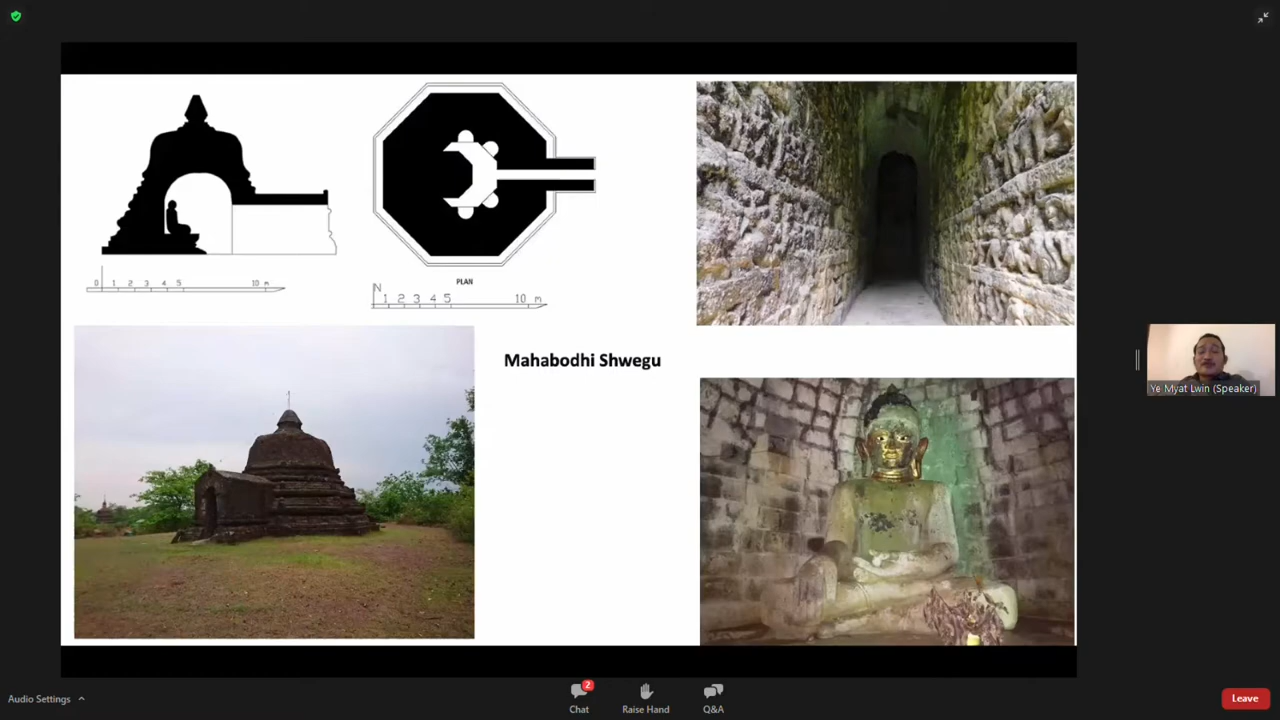 0 1 2 3 4 5 10 m
PLAN
N
1 2 3 4 5 10 m
Mahabodhi Shwegu
Ye Myat Lwin (Speaker)
Audio Settings
2
Chat
Raise Hand
Q&A
Leave